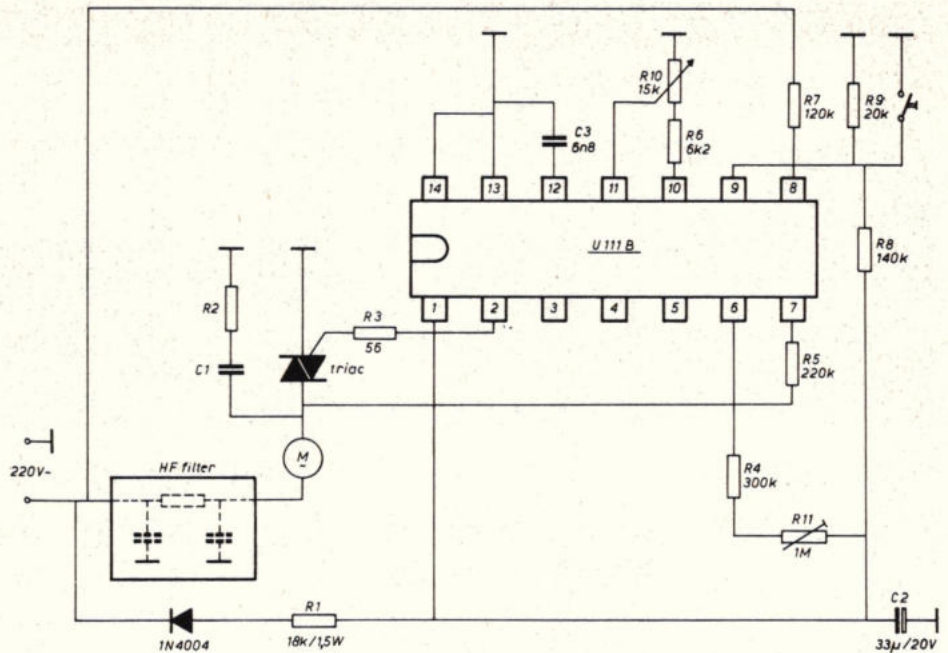 R10
15k
R7
120k
R9
20k
C3
6n8
R6
6k2
14
13
12
11
10
9
8
U 111 B
R8
140k
R2
R3
56
1
2
3
4
5
6
7
triac
C1
R5
220k
220V~
HF filter
M
~
R4
300k
R11
1M
C2
R1
1N4004
18k/1,5W
33µ/20V